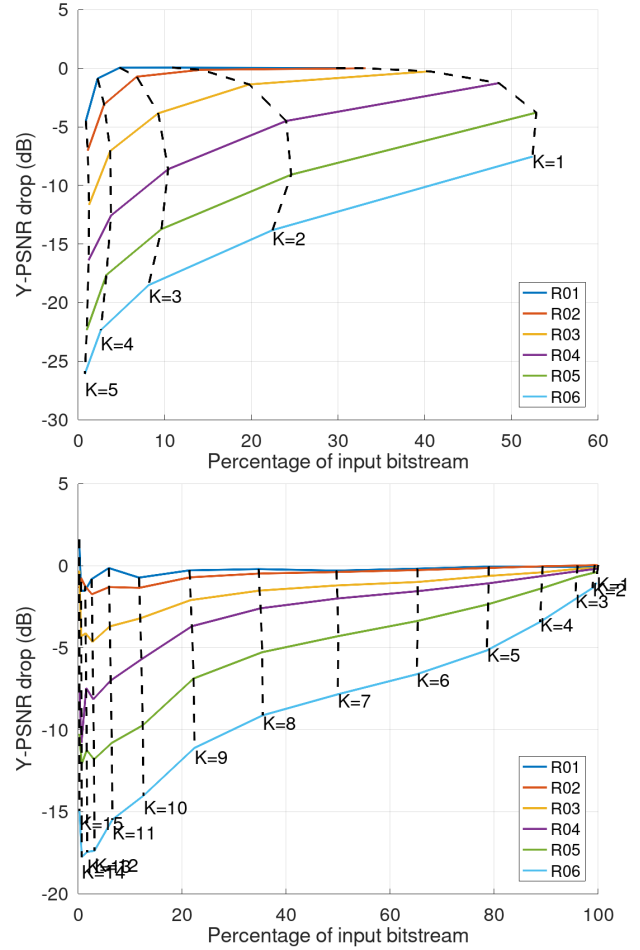 5
0
-5
-10
-15
-20
-25
-30
Y-PSNR drop (dB)
K=1
K=2
K=3
K=4
K=5
R01
R02
R03
R04
R05
R06
0 10 20 30 40 50 60
Percentage of input bitstream
5
0
-5
-10
-15
-20
Y-PSNR drop (dB)
K=1
K=2
K=3
K=4
K=5
K=6
K=7
K=8
K=9
K=10
K=11
K=12
K=13
K=14
K=15
R01
R02
R03
R04
R05
R06
0 20 40 60 80 100
Percentage of input bitstream